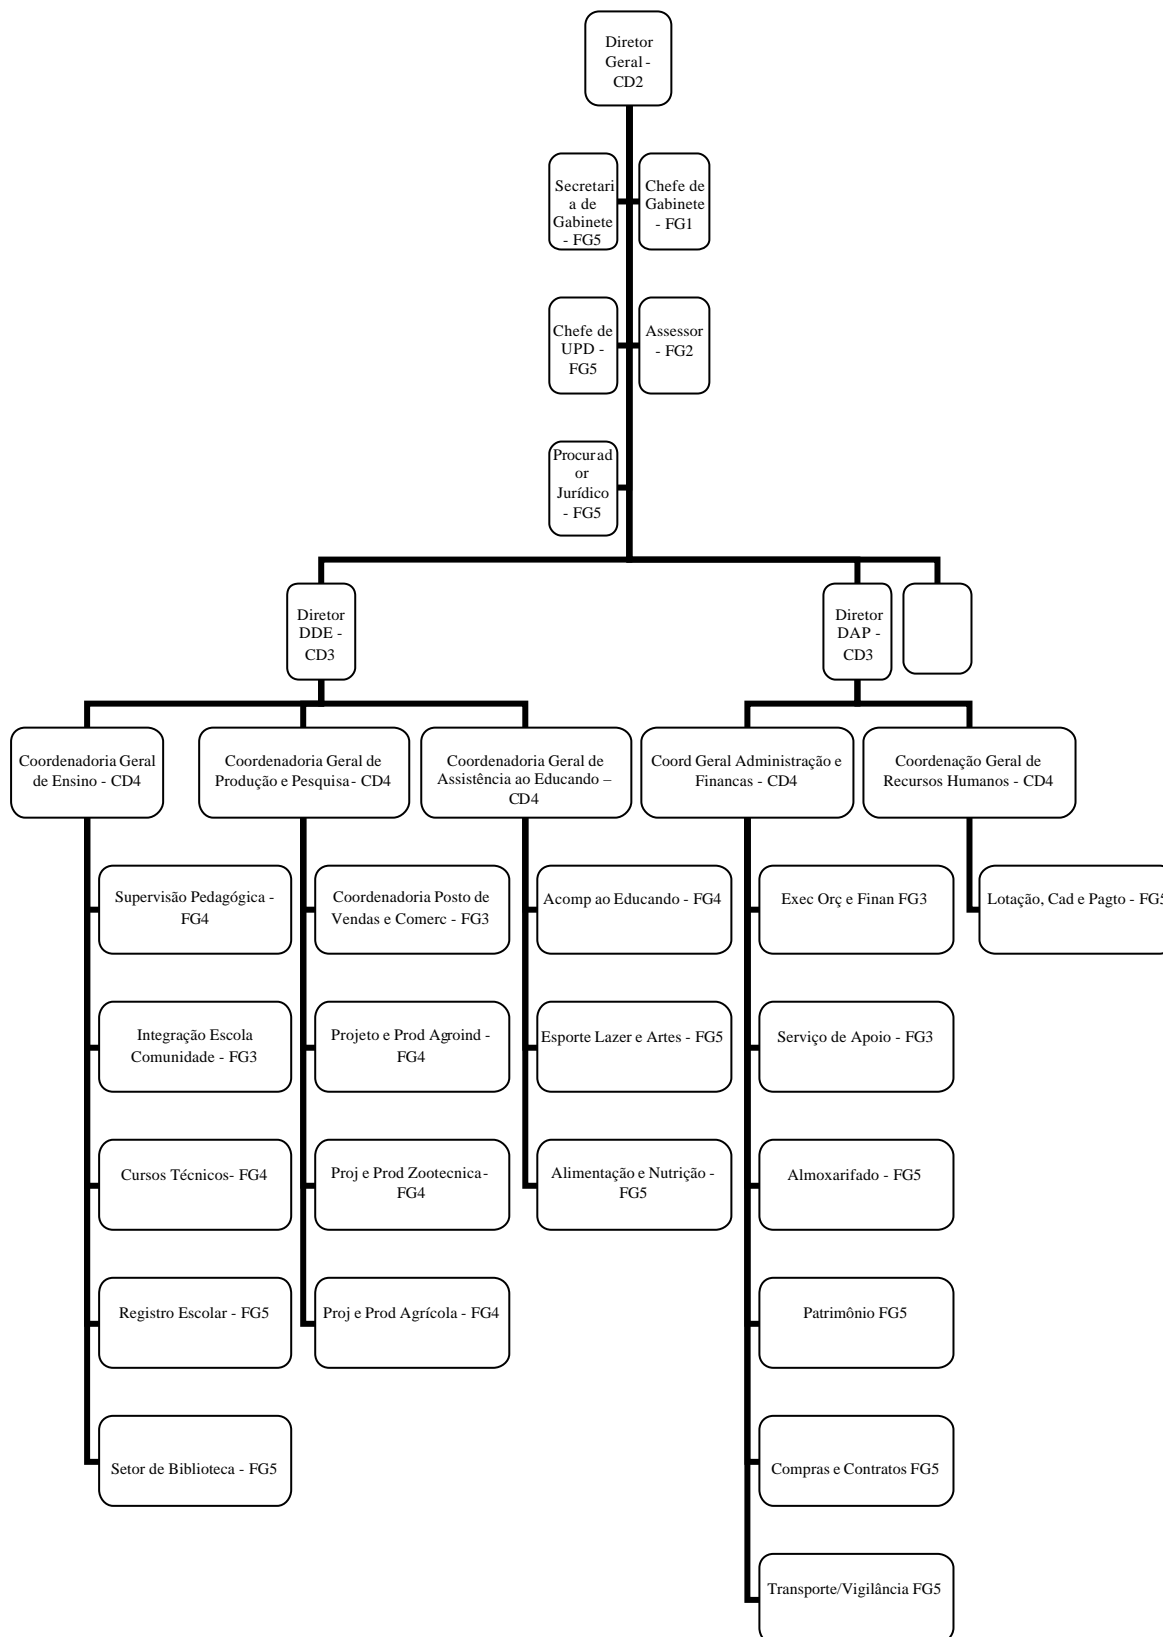 Diretor
Geral -
CD2
Secretari
a de
Gabinete
- FG5
Chefe de
Gabinete
- FG1
Chefe de
UPD -
FG5
Assessor
- FG2
Procurad
or
Jurídico
- FG5
Diretor
DDE -
CD3
Diretor
DAP -
CD3
Coordenadoria Geral
de Ensino - CD4
Coordenadoria Geral de
Produção e Pesquisa- CD4
Coordenadoria Geral de
Assistência ao Educando –
CD4
Coord Geral Administração e
Financas - CD4
Coordenação Geral de
Recursos Humanos - CD4
Supervisão Pedagógica -
FG4
Coordenadoria Posto de
Vendas e Comerc - FG3
Acomp ao Educando - FG4
Exec Orç e Finan FG3
Lotação, Cad e Pagto - FG5
Integração Escola
Comunidade - FG3
Projeto e Prod Agroind -
FG4
Esporte Lazer e Artes - FG5
Serviço de Apoio - FG3
Cursos Técnicos- FG4
Proj e Prod Zootecnica-
FG4
Alimentação e Nutrição -
FG5
Almoxarifado - FG5
Registro Escolar - FG5
Proj e Prod Agrícola - FG4
Patrimônio FG5
Setor de Biblioteca - FG5
Compras e Contratos FG5
Transporte/Vigilância FG5